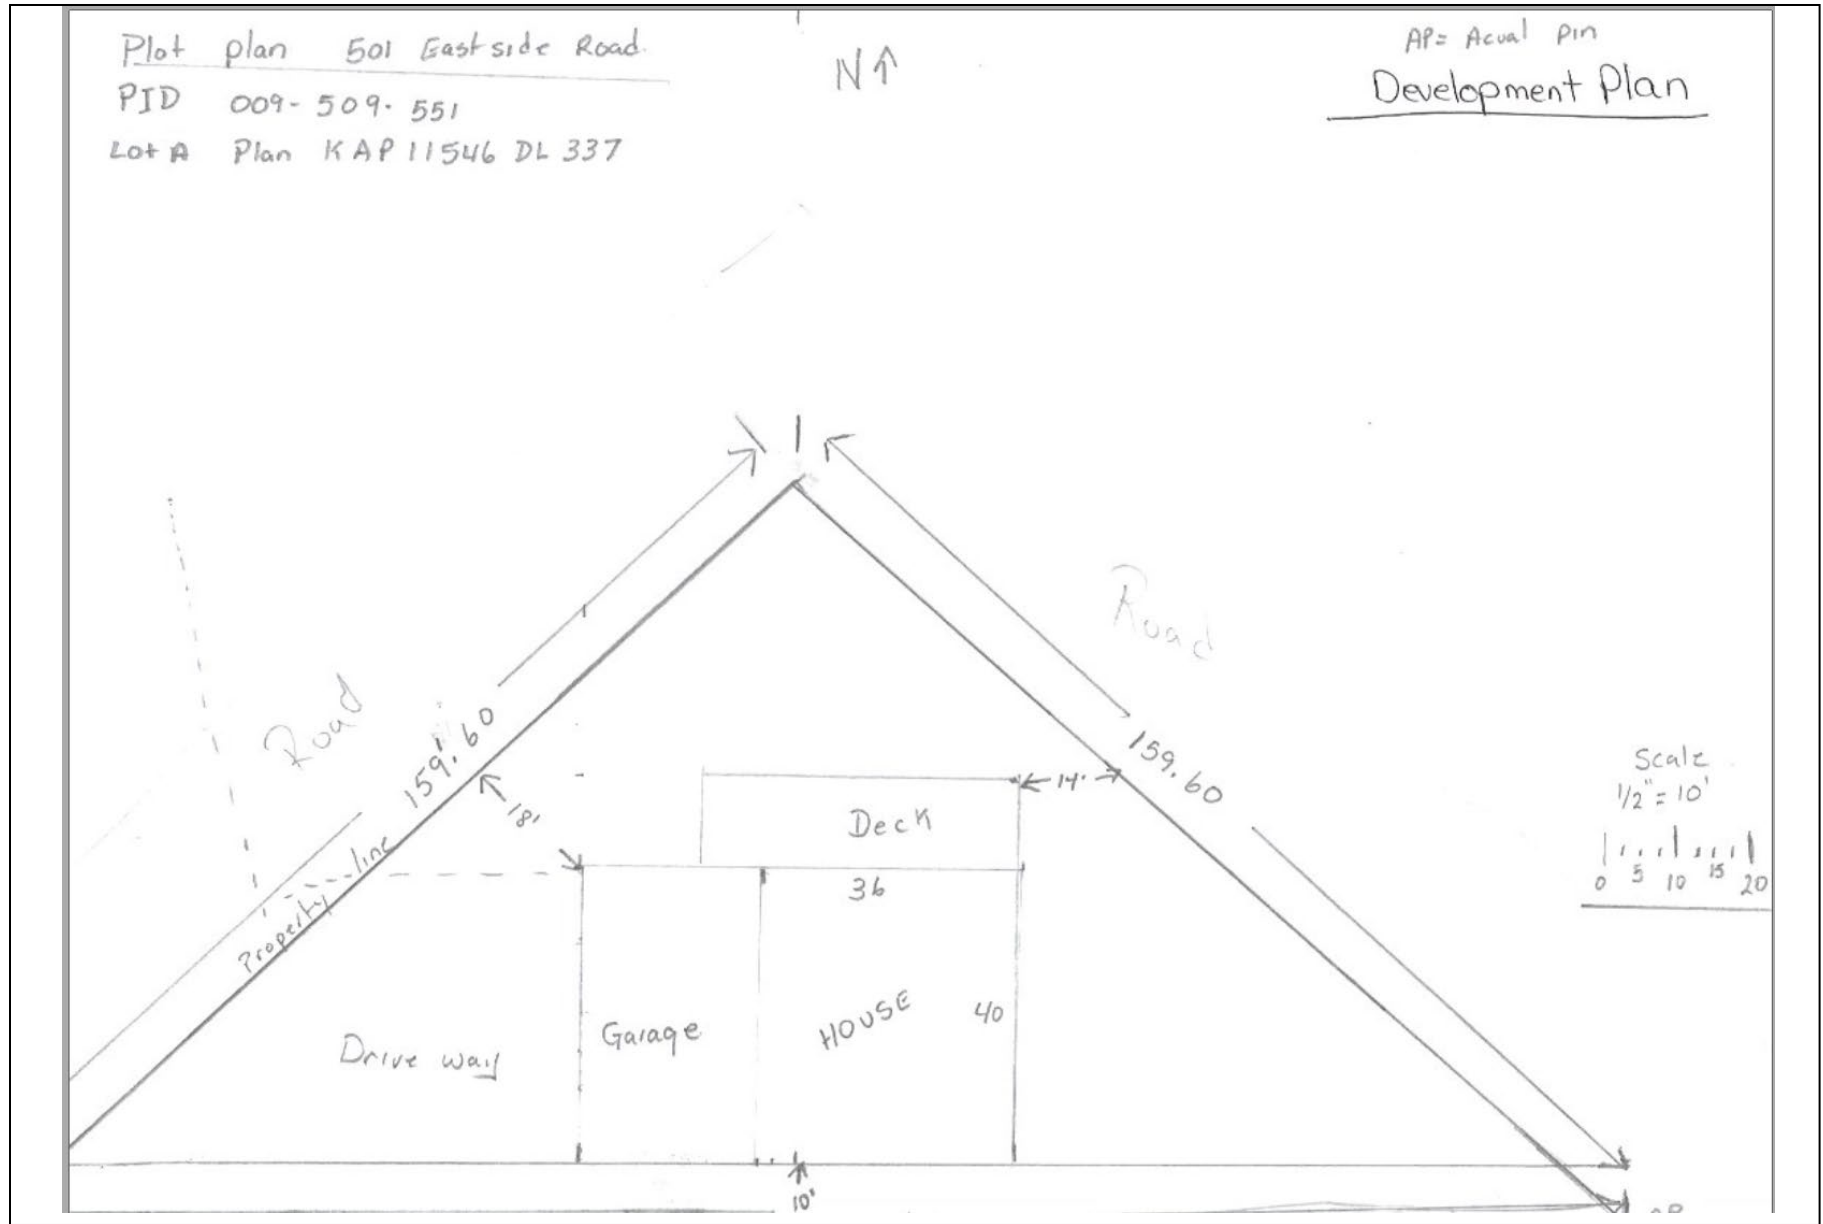 Plot plan 501 Eastside Road.
PID 009-509-551
Lot A Plan KAP 11546 DL 337
N
AP= Acual Pin
Development Plan
Road
159.60
Property line
18'
Road
159.60
14'
Deck
36
40
HOUSE
Garage
Drive way
10'
Scale
1/2" = 10'
0 5 10 15 20